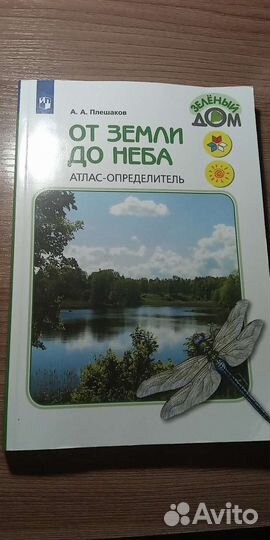 ЗЕЛЁНЫЙ
ДОМ
А. А. Плешаков
ОТ ЗЕМЛИ
ДО НЕБА
АТЛАС-ОПРЕДЕЛИТЕЛЬ
Avito